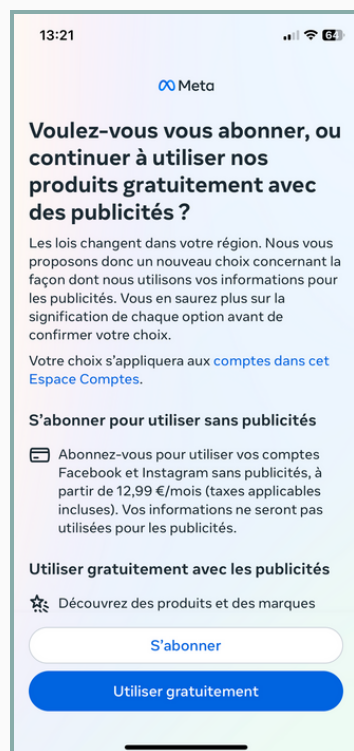 13:21
64
Meta
Voulez-vous vous abonner, ou
continuer à utiliser nos
produits gratuitement avec
des publicités ?
Les lois changent dans votre région. Nous vous
proposons donc un nouveau choix concernant la
façon dont nous utilisons vos informations pour
les publicités. Vous en saurez plus sur la
signification de chaque option avant de
confirmer votre choix.
Votre choix s’appliquera aux comptes dans cet
Espace Comptes.
S’abonner pour utiliser sans publicités
Abonnez-vous pour utiliser vos comptes
Facebook et Instagram sans publicités, à
partir de 12,99 €/mois (taxes applicables
incluses). Vos informations ne seront pas
utilisées pour les publicités.
Utiliser gratuitement avec les publicités
Découvrez des produits et des marques
S’abonner
Utiliser gratuitement